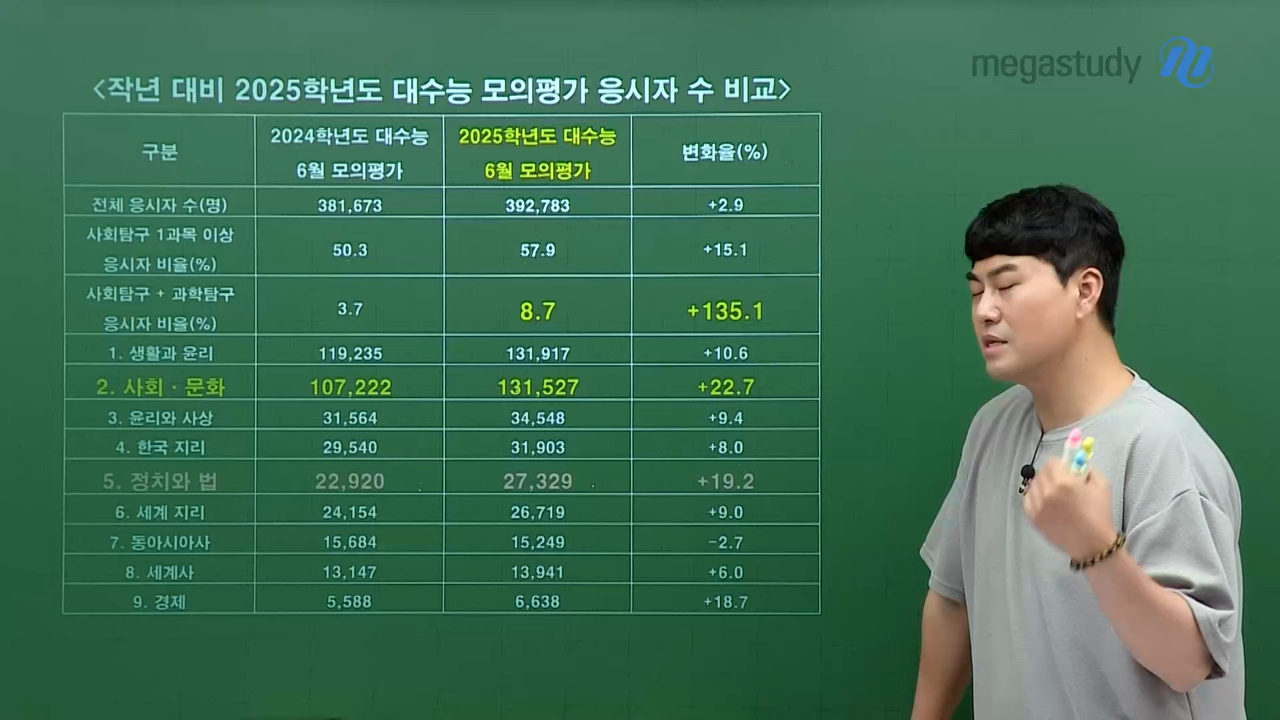 megastudy
<작년 대비 2025학년도 대수능 모의평가 응시자 수 비교>
구분 2024학년도 대수능 6월 모의평가 2025학년도 대수능 6월 모의평가 변화율(%)
전체 응시자 수(명) 381,673 392,783 +2.9
사회탐구 1과목 이상 응시자 비율(%) 50.3 57.9 +15.1
사회탐구 + 과학탐구 응시자 비율(%) 3.7 8.7 +135.1
1. 생활과 윤리 119,235 131,917 +10.6
2. 사회 · 문화 107,222 131,527 +22.7
3. 윤리와 사상 31,564 34,548 +9.4
4. 한국 지리 29,540 31,903 +8.0
5. 정치와 법 22,920 27,329 +19.2
6. 세계 지리 24,154 26,719 +9.0
7. 동아시아사 15,684 15,249 -2.7
8. 세계사 13,147 13,941 +6.0
9. 경제 5,588 6,638 +18.7